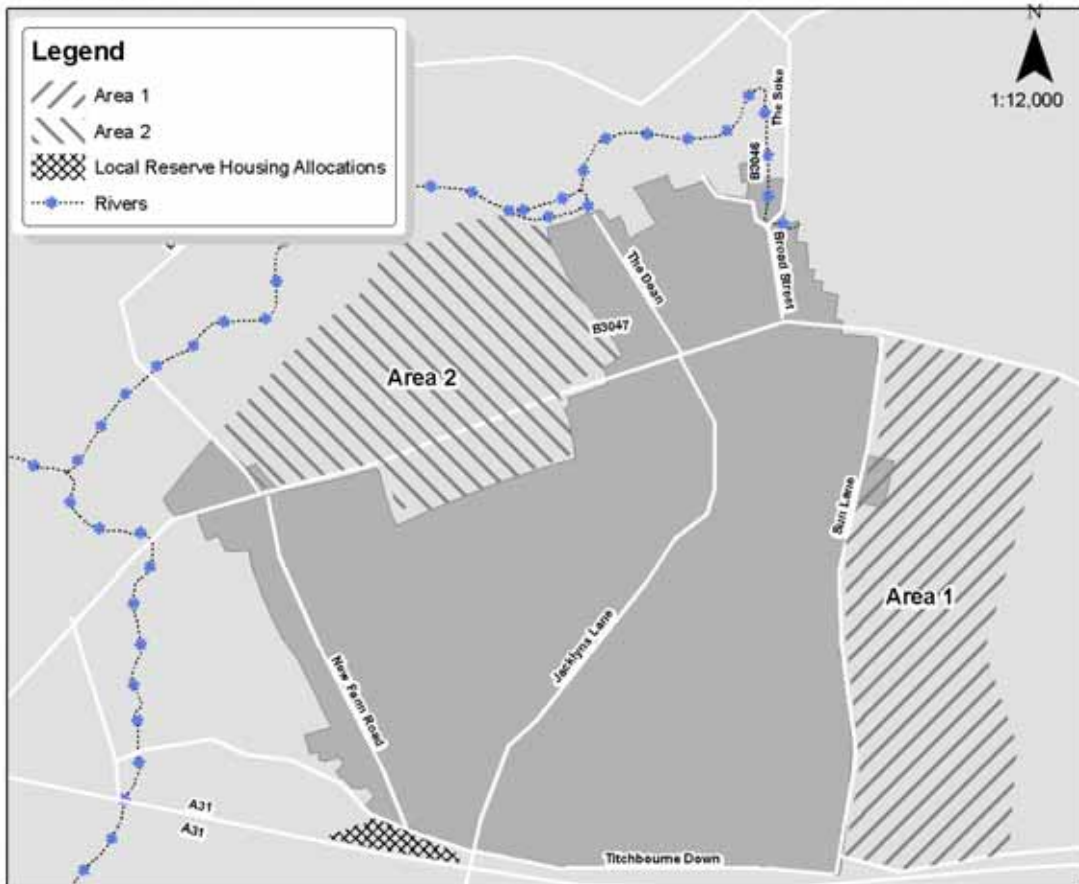 Legend
Area 1
Area 2
Local Reserve Housing Allocations
Rivers
N
1:12,000
The Soke
B3046
Broad Street
The Dean
B3047
Area 2
Sun Lane
Area 1
Jacklyns Lane
New Farm Road
A31
A31
Titchbourne Down